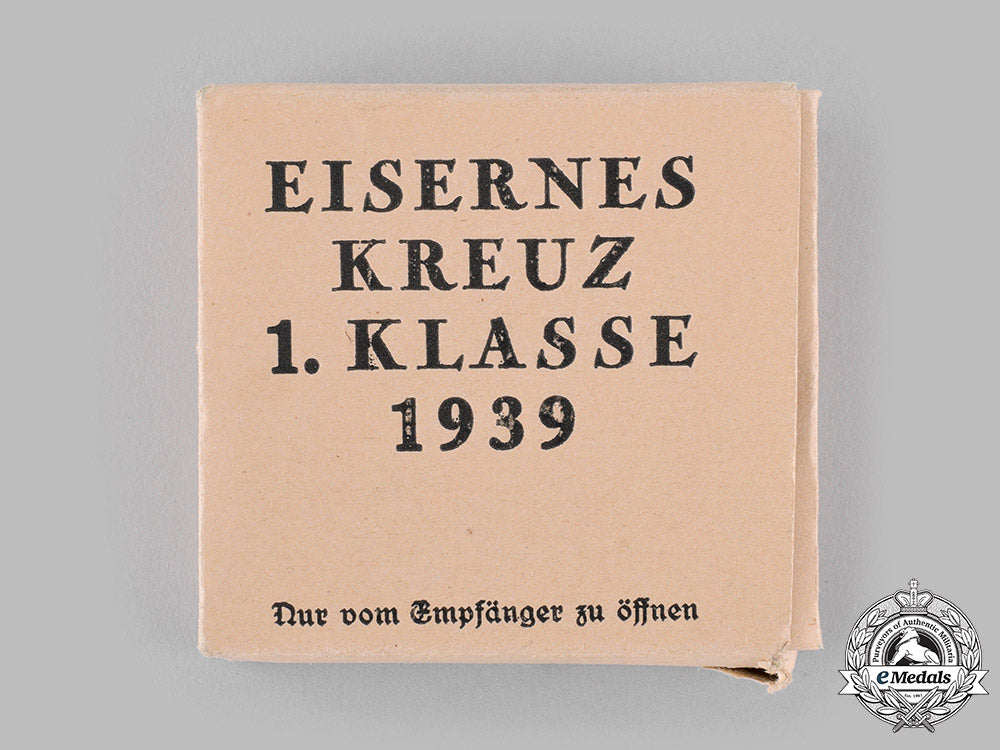 EISERNES
KREUZ
1. KLASSE
1939
Nur vom Empfänger zu öffnen
Purveyors of Authentic Militaria
eMedals